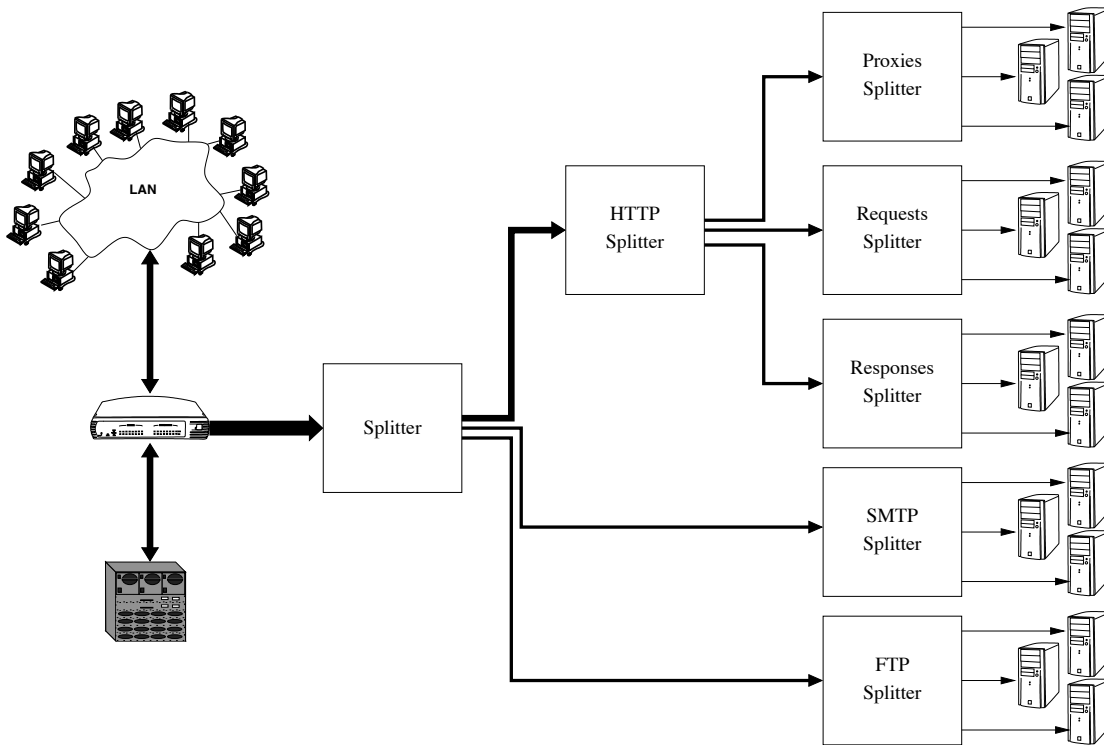 Proxies
Splitter
LAN
HTTP
Splitter
Requests
Splitter
Responses
Splitter
Splitter
SMTP
Splitter
FTP
Splitter